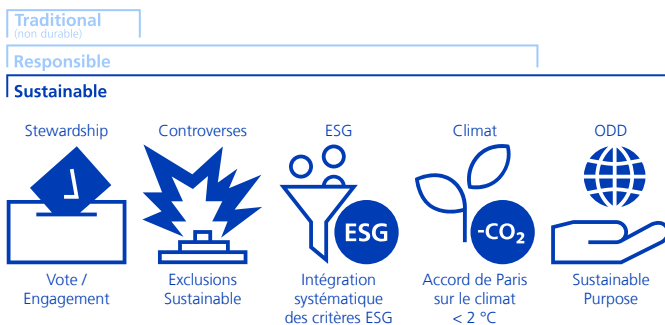 Traditional
(non durable)
Responsible
Sustainable
Stewardship
Controverses
ESG
Climat
ODD
ESG
-CO₂
Vote /
Engagement
Exclusions
Sustainable
Intégration
systématique
des critères ESG
Accord de Paris
sur le climat
< 2 °C
Sustainable
Purpose